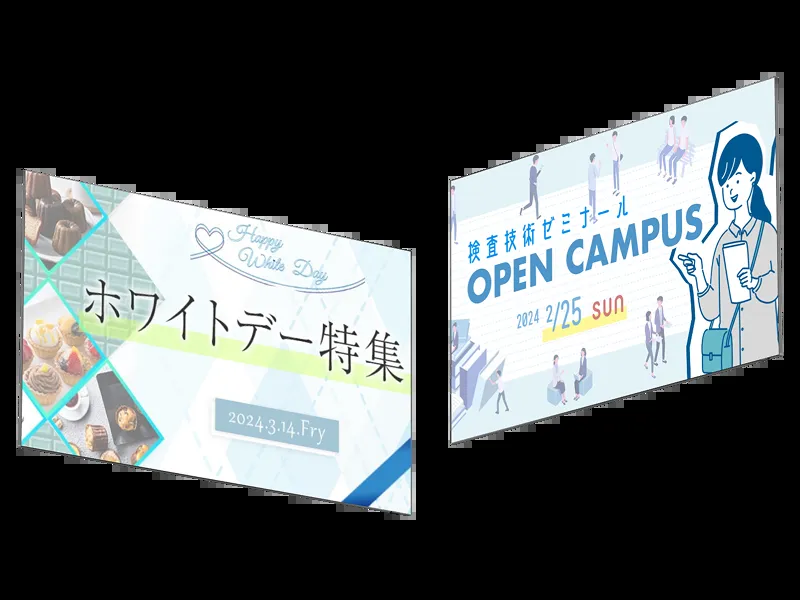 Happy
White Day
ホワイトデー特集
2024.3.14.Fry
検査技術ゼミナール
OPEN CAMPUS
2024 2/25 sun